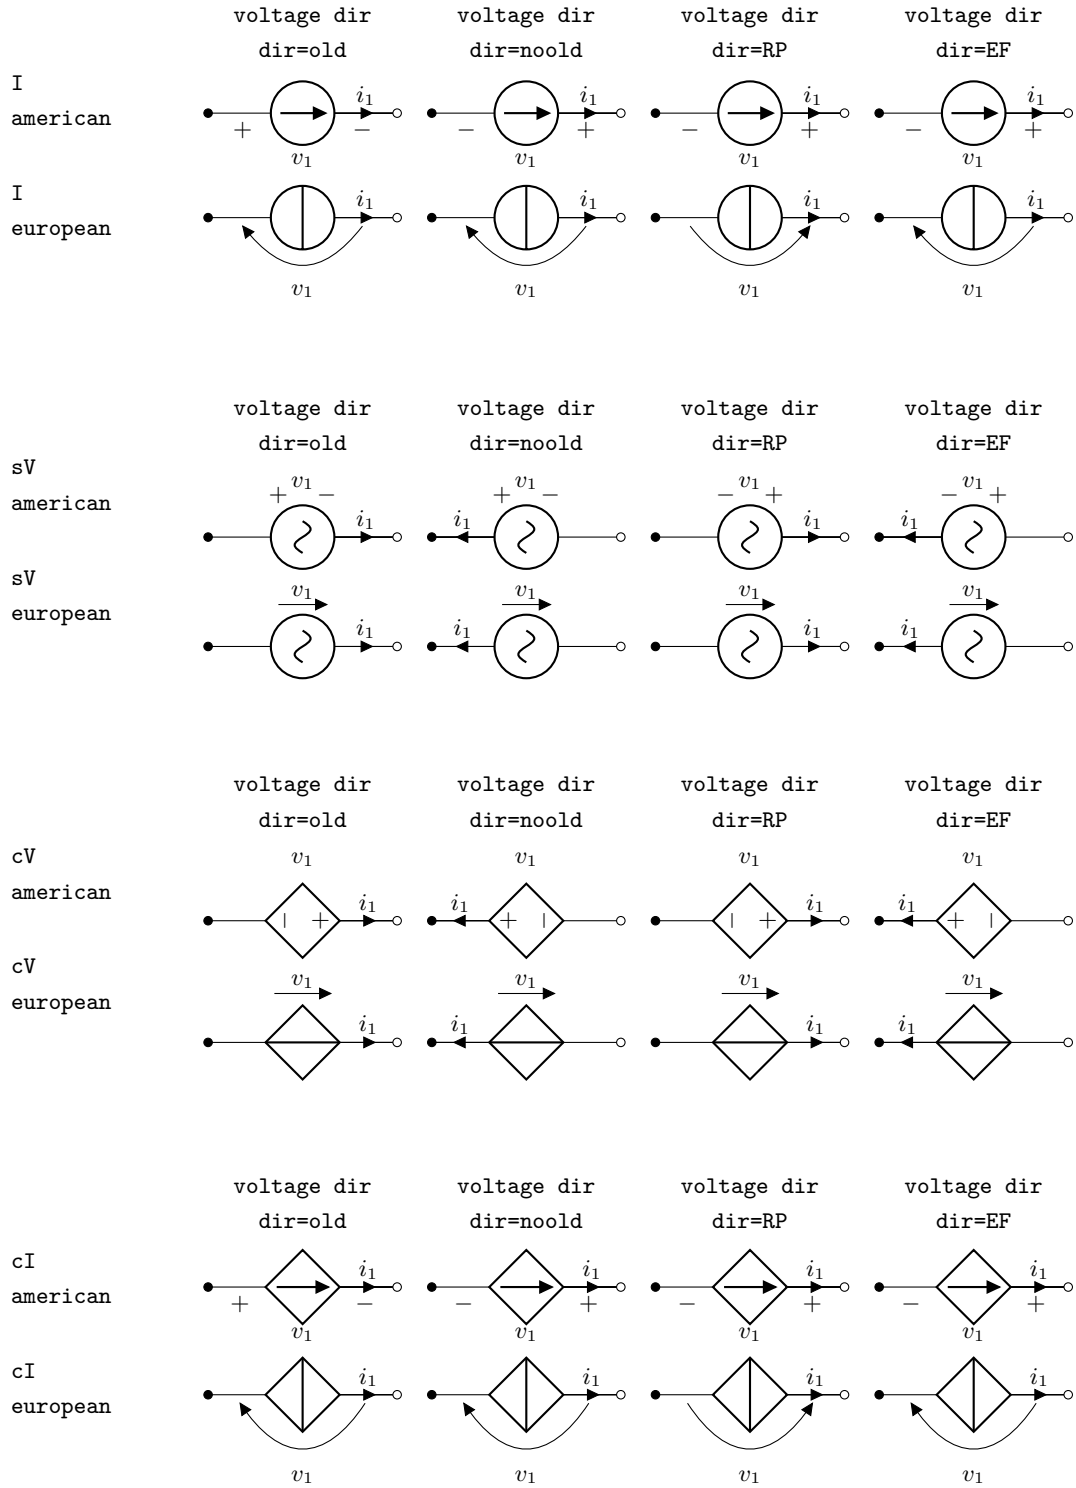 voltage dir voltage dir voltage dir voltage dir
dir=old dir=noold dir=RP dir=EF
I
american
i₁ i₁ i₁ i₁
+ − − + − + − +
v₁ v₁ v₁ v₁
I
european
i₁ i₁ i₁ i₁
v₁ v₁ v₁ v₁
voltage dir voltage dir voltage dir voltage dir
dir=old dir=noold dir=RP dir=EF
sV
american
+ v₁ − + v₁ − − v₁ + − v₁ +
i₁ i₁ i₁ i₁
sV
european
v₁ v₁ v₁ v₁
i₁ i₁ i₁ i₁
voltage dir voltage dir voltage dir voltage dir
dir=old dir=noold dir=RP dir=EF
cV
american
v₁ v₁ v₁ v₁
i₁ i₁ i₁ i₁
− + + − − + + −
cV
european
v₁ v₁ v₁ v₁
i₁ i₁ i₁ i₁
voltage dir voltage dir voltage dir voltage dir
dir=old dir=noold dir=RP dir=EF
cI
american
i₁ i₁ i₁ i₁
+ − − + − + − +
v₁ v₁ v₁ v₁
cI
european
i₁ i₁ i₁ i₁
v₁ v₁ v₁ v₁